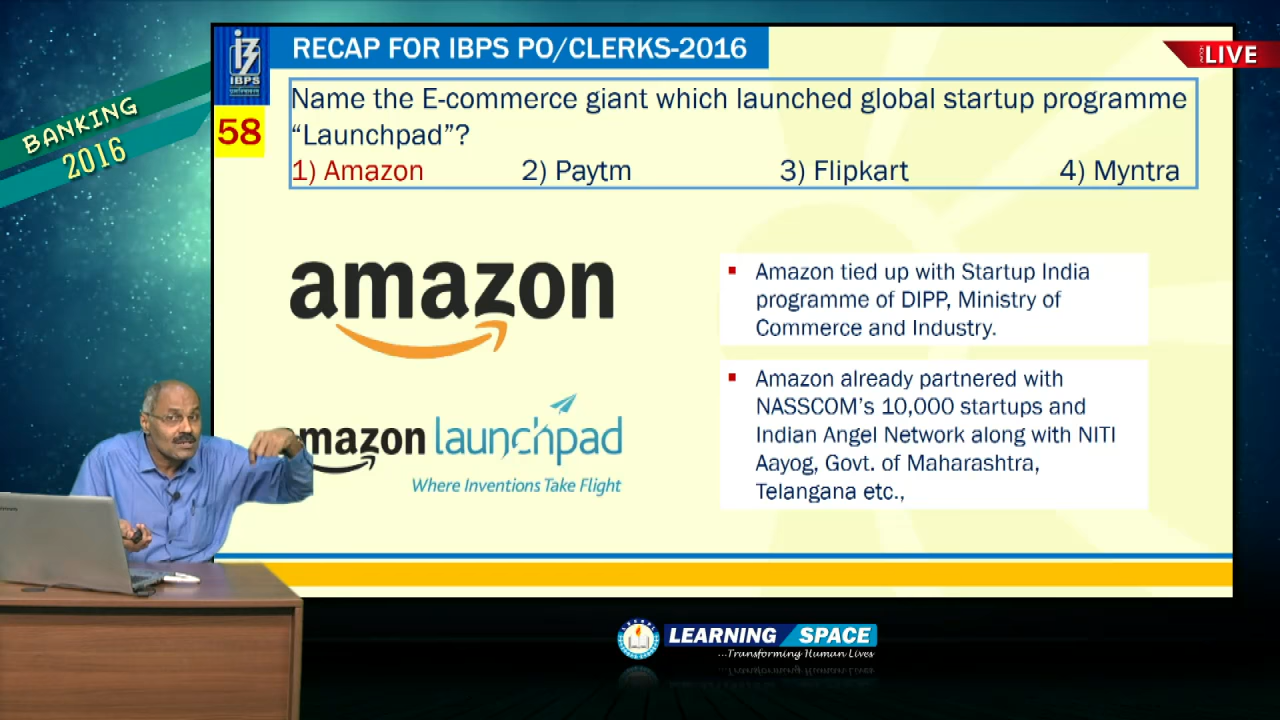 BANKING
2016
IBPS
RECAP FOR IBPS PO/CLERKS-2016
LIVE
58
Name the E-commerce giant which launched global startup programme
“Launchpad”?
1) Amazon 2) Paytm 3) Flipkart 4) Myntra
amazon
mazon launchpad
Where Inventions Take Flight
Amazon tied up with Startup India
programme of DIPP, Ministry of
Commerce and Industry.
Amazon already partnered with
NASSCOM’s 10,000 startups and
Indian Angel Network along with NITI
Aayog, Govt. of Maharashtra,
Telangana etc.,
LEARNING SPACE
...Transforming Human Lives